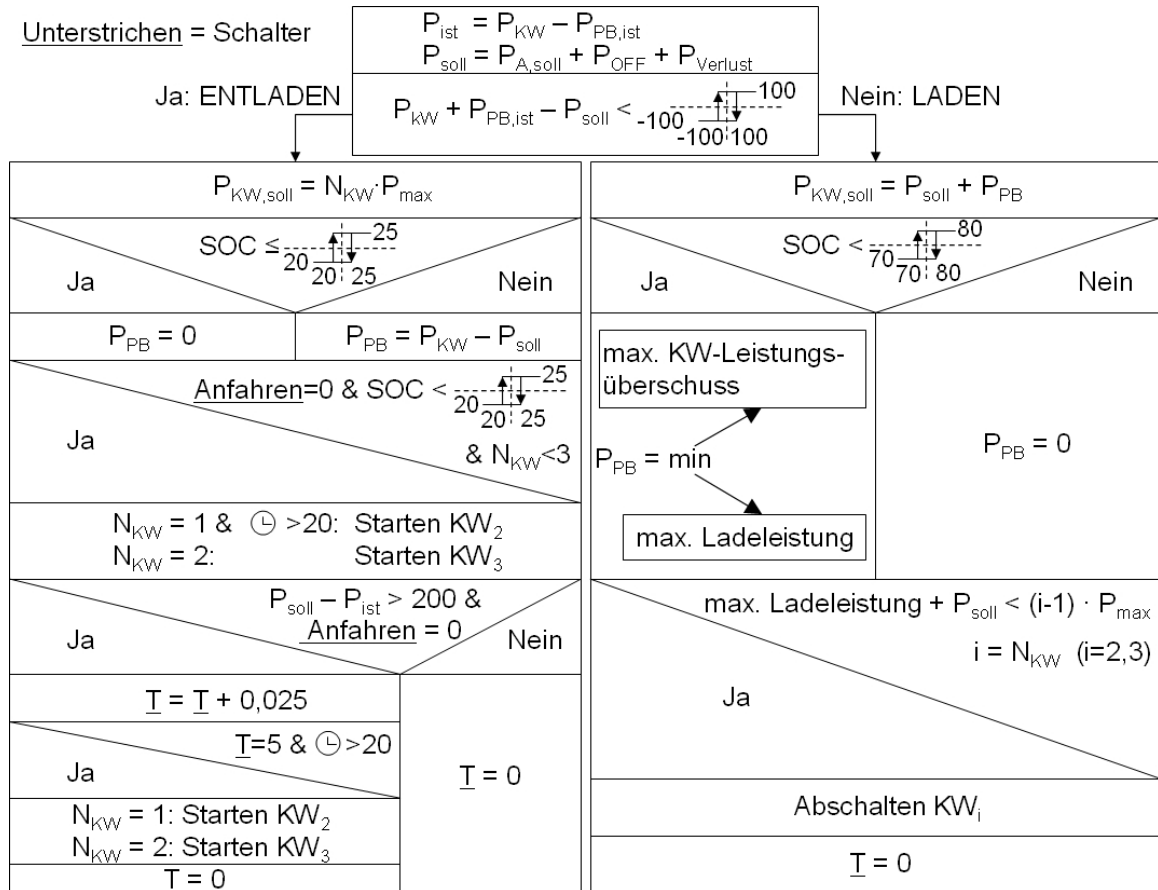 Unterstrichen = Schalter
P_ist = P_KW – P_PB,ist
P_soll = P_A,soll + P_OFF + P_Verlust
Ja: ENTLADEN
P_kW + P_PB,ist – P_soll < -100 100 -100 100
Nein: LADEN
P_KW,soll = N_KW·P_max
SOC ≤ 20 25 20 25
Ja
Nein
P_PB = 0
P_PB = P_KW – P_soll
Anfahren=0 & SOC < 20 25 20 25
Ja
& N_KW<3
N_KW = 1 & >20: Starten KW_2
N_KW = 2: Starten KW_3
P_soll – P_ist > 200 &
Anfahren = 0
Ja
Nein
T = T + 0,025
T=5 & >20
Ja
N_KW = 1: Starten KW_2
N_KW = 2: Starten KW_3
T = 0
T = 0
P_KW,soll = P_soll + P_PB
SOC < 70 80 70 80
Ja
Nein
max. KW-Leistungs-
überschuss
P_PB = min
max. Ladeleistung
P_PB = 0
max. Ladeleistung + P_soll < (i-1) · P_max
i = N_KW (i=2,3)
Ja
Abschalten KW_i
T = 0